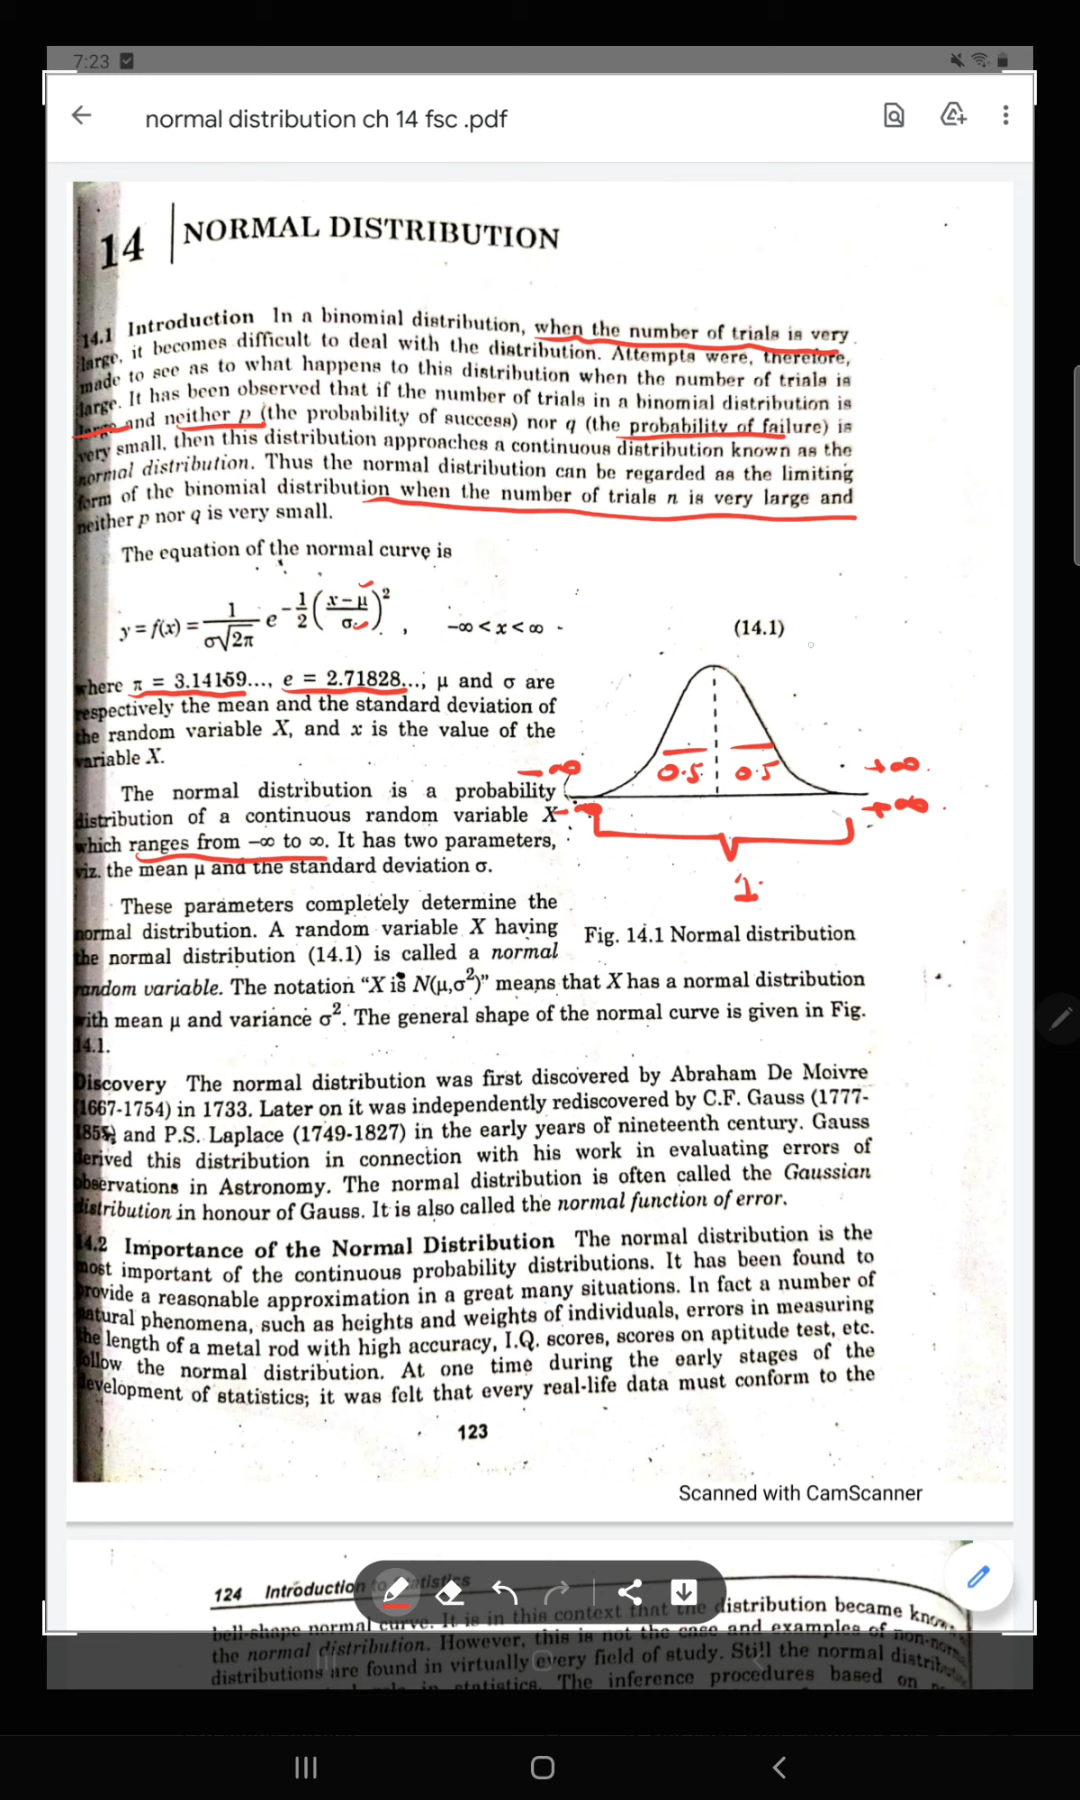 7:23
normal distribution ch 14 fsc .pdf
14 NORMAL DISTRIBUTION
14.1 Introduction In a binomial distribution, when the number of trials is very
large, it becomes difficult to deal with the distribution. Attempts were, therefore,
made to see as to what happens to this distribution when the number of trials is
large. It has been observed that if the number of trials in a binomial distribution is
large and neither p (the probability of success) nor q (the probability of failure) is
very small, then this distribution approaches a continuous distribution known as the
normal distribution. Thus the normal distribution can be regarded as the limiting
form of the binomial distribution when the number of trials n is very large and
neither p nor q is very small.
The equation of the normal curve is
y = f(x) = 1/(σ√2π) e^{-1/2((x-μ)/σ)^2}, -∞ < x < ∞ (14.1)
where π = 3.14159..., e = 2.71828...; μ and σ are
respectively the mean and the standard deviation of
the random variable X, and x is the value of the
variable X.
-∞ 0.5 0.5 +∞
The normal distribution is a probability
distribution of a continuous random variable X
-∞ +∞
which ranges from -∞ to ∞. It has two parameters,
viz. the mean μ and the standard deviation σ.
1
These parameters completely determine the
normal distribution. A random variable X having
the normal distribution (14.1) is called a normal
Fig. 14.1 Normal distribution
random variable. The notation “X is N(μ,σ²)” means that X has a normal distribution
with mean μ and variance σ². The general shape of the normal curve is given in Fig.
14.1.
Discovery The normal distribution was first discovered by Abraham De Moivre
(1667-1754) in 1733. Later on it was independently rediscovered by C.F. Gauss (1777-
1855) and P.S. Laplace (1749-1827) in the early years of nineteenth century. Gauss
derived this distribution in connection with his work in evaluating errors of
observations in Astronomy. The normal distribution is often called the Gaussian
distribution in honour of Gauss. It is also called the normal function of error.
14.2 Importance of the Normal Distribution The normal distribution is the
most important of the continuous probability distributions. It has been found to
provide a reasonable approximation in a great many situations. In fact a number of
natural phenomena, such as heights and weights of individuals, errors in measuring
the length of a metal rod with high accuracy, I.Q. scores, scores on aptitude test, etc.
follow the normal distribution. At one time during the early stages of the
development of statistics; it was felt that every real-life data must conform to the
123
Scanned with CamScanner
124 Introduction to Statistics
bell-shape normal curve. It is in this context that the distribution became known
the normal distribution. However, this is not the case and examples of non-normal
distributions are found in virtually every field of study. Still the normal
in statistics. The inference procedures based on